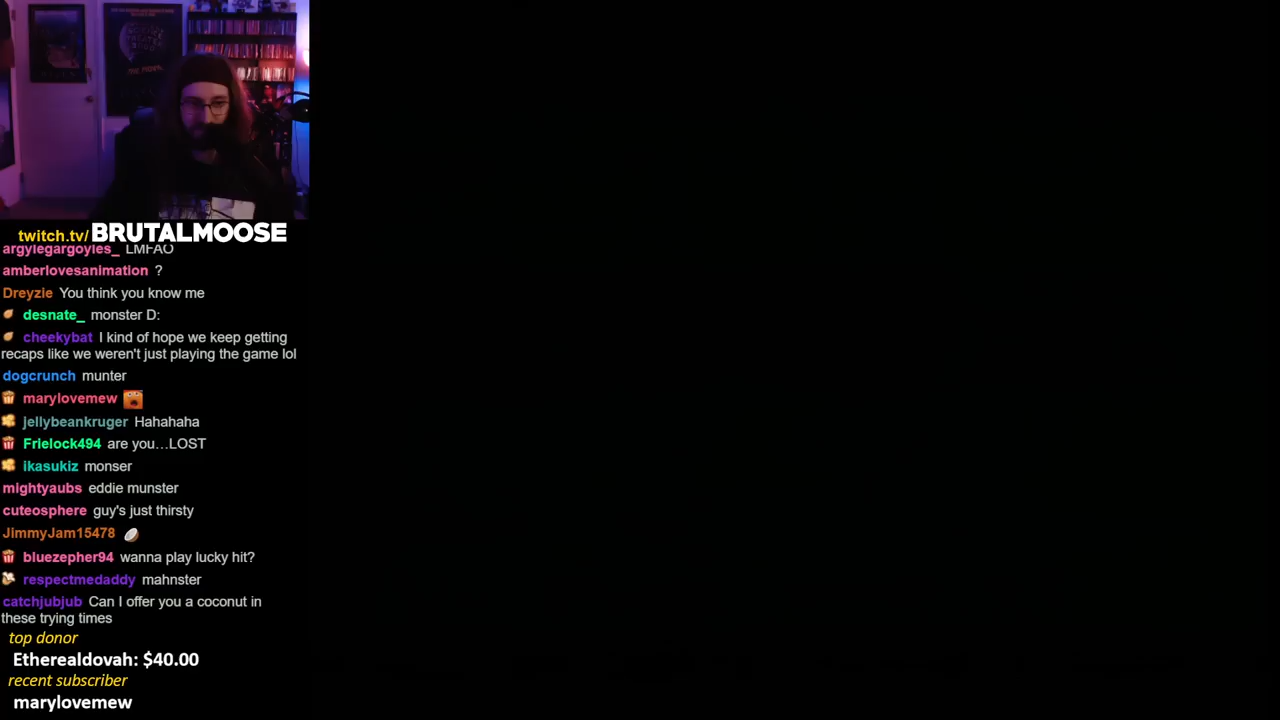 twitch.tv/BRUTALMOOSE
argylegargoyles_ LMFAO
amberlovesanimation ?
Dreyzie You think you know me
desnate_ monster D:
cheekybat I kind of hope we keep getting
recaps like we weren't just playing the game lol
dogcrunch munter
marylovemew
jellybeankruger Hahahaha
Frielock494 are you…LOST
ikasukiz monser
mightyaubs eddie munster
cuteosphere guy's just thirsty
JimmyJam15478
bluezepher94 wanna play lucky hit?
respectmedaddy mahnster
catchjubjub Can I offer you a coconut in
these trying times
top donor
Etherealdovah: $40.00
recent subscriber
marylovemew